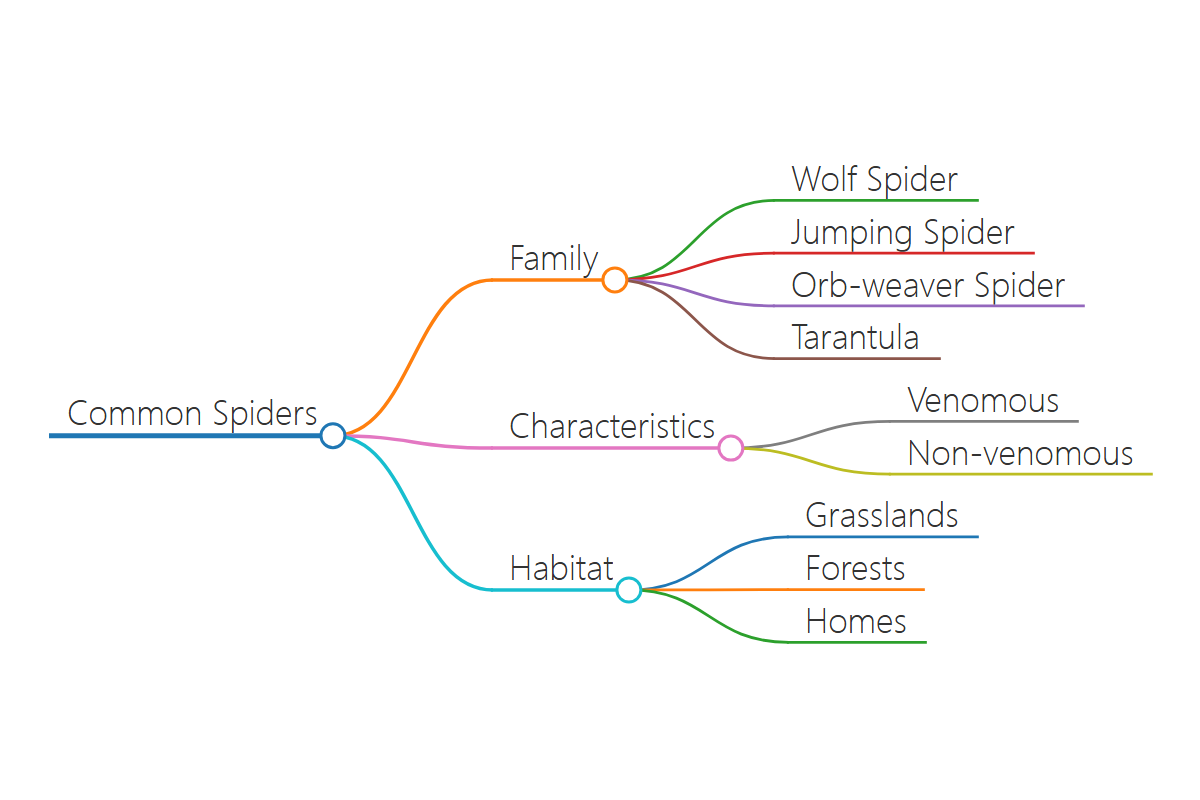 Common Spiders
Family
Wolf Spider
Jumping Spider
Orb-weaver Spider
Tarantula
Characteristics
Venomous
Non-venomous
Habitat
Grasslands
Forests
Homes